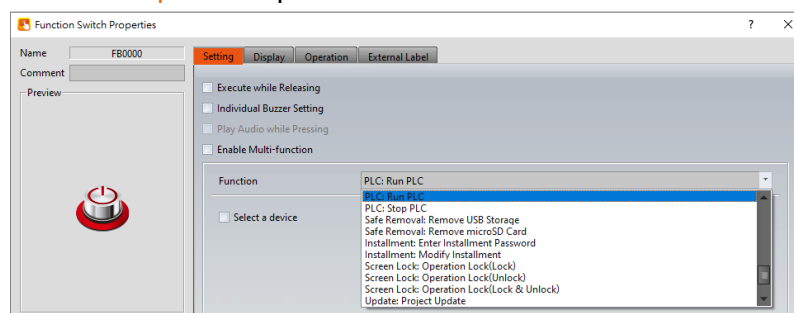 Function Switch Properties
? X
Name FB0000
Comment
Preview
Setting Display Operation External Label
Execute while Releasing
Individual Buzzer Setting
Play Audio while Pressing
Enable Multi-function
Function PLC: Run PLC
PLC: Run PLC
PLC: Stop PLC
Select a device
Safe Removal: Remove USB Storage
Safe Removal: Remove microSD Card
Installment: Enter Installment Password
Installment: Modify Installment
Screen Lock: Operation Lock(Lock)
Screen Lock: Operation Lock(Unlock)
Screen Lock: Operation Lock(Lock & Unlock)
Update: Project Update